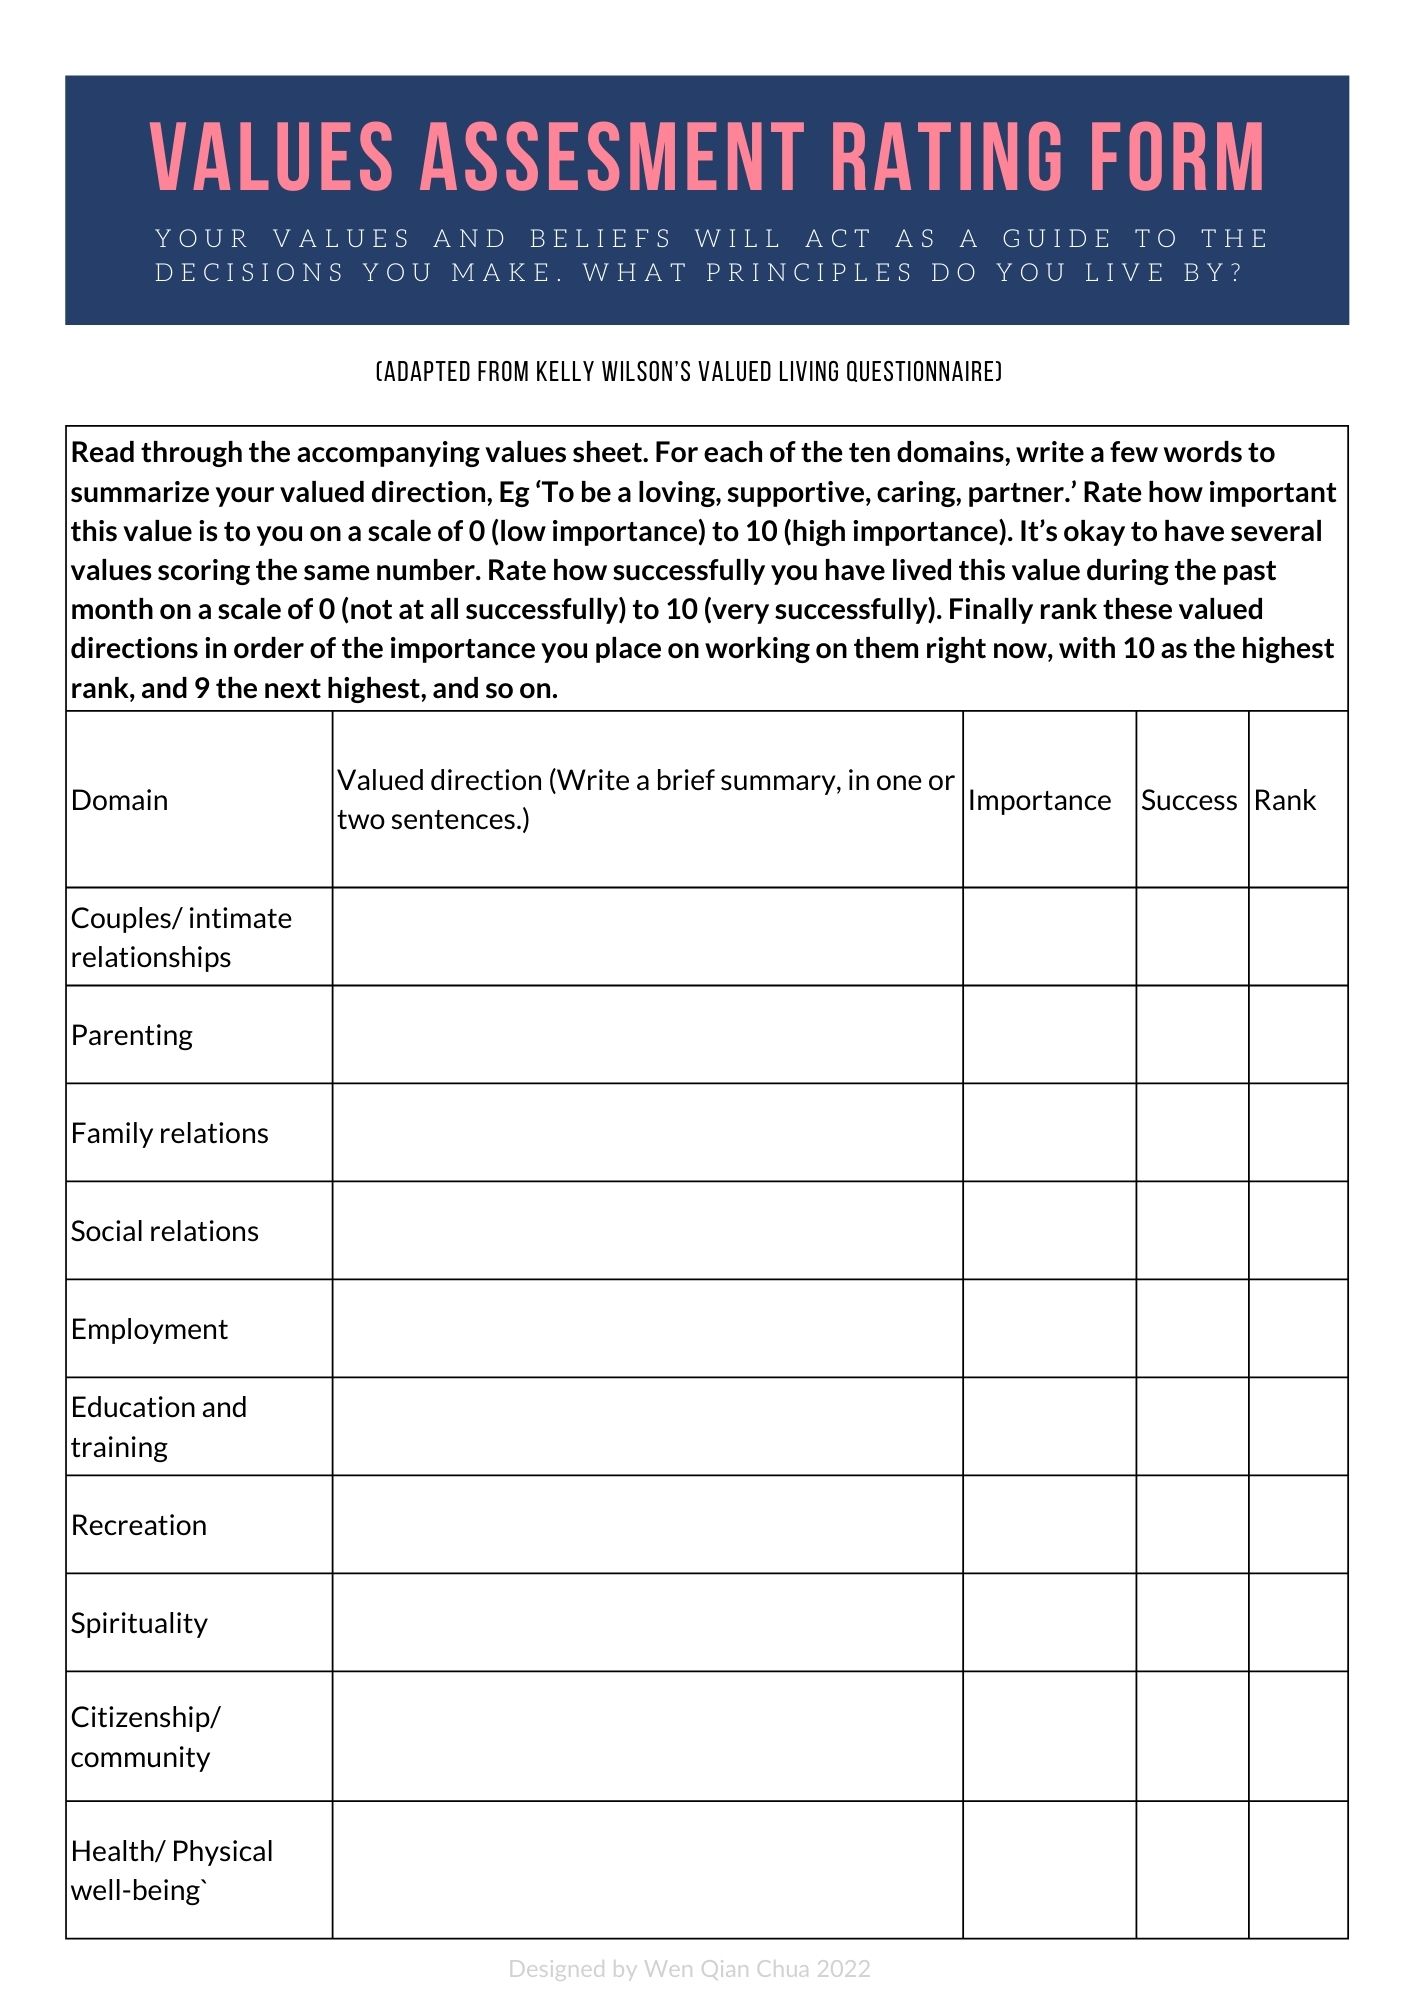 VALUES ASSESMENT RATING FORM
YOUR VALUES AND BELIEFS WILL ACT AS A GUIDE TO THE
DECISIONS YOU MAKE. WHAT PRINCIPLES DO YOU LIVE BY?
(ADAPTED FROM KELLY WILSON'S VALUED LIVING QUESTIONNAIRE)
Read through the accompanying values sheet. For each of the ten domains, write a few words to
summarize your valued direction, Eg ‘To be a loving, supportive, caring, partner.’ Rate how important
this value is to you on a scale of 0 (low importance) to 10 (high importance). It’s okay to have several
values scoring the same number. Rate how successfully you have lived this value during the past
month on a scale of 0 (not at all successfully) to 10 (very successfully). Finally rank these valued
directions in order of the importance you place on working on them right now, with 10 as the highest
rank, and 9 the next highest, and so on.
Domain
Valued direction (Write a brief summary, in one or
two sentences.)
Importance
Success
Rank
Couples/ intimate
relationships
Parenting
Family relations
Social relations
Employment
Education and
training
Recreation
Spirituality
Citizenship/
community
Health/ Physical
well-being`
Designed by Wen Qian Chua 2022